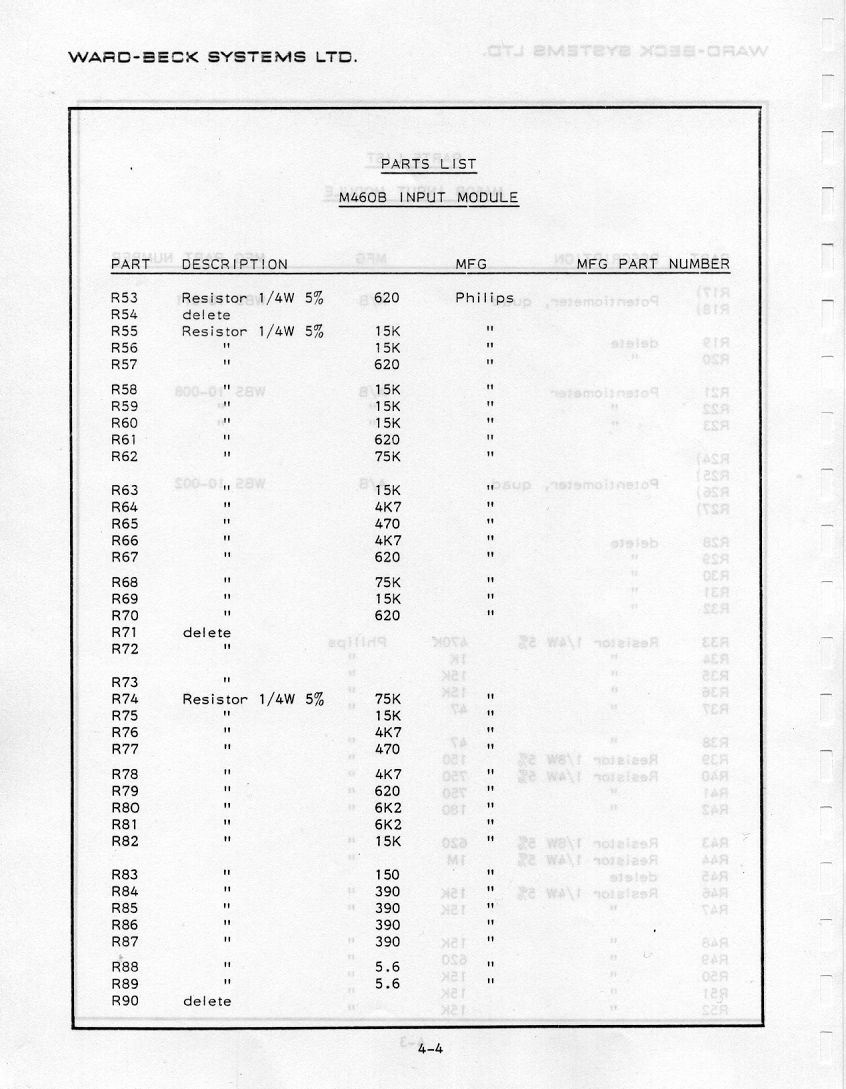 WARD-BECK SYSTEMS LTD.
PARTS LIST
M460B INPUT MODULE
PART DESCRIPTION MFG MFG PART NUMBER
R53 Resistor 1/4W 5% 620 Philips
R54 delete
R55 Resistor 1/4W 5% 15K "
R56 " 15K "
R57 " 620 "
R58 " 15K "
R59 " 15K "
R60 " 15K "
R61 " 620 "
R62 " 75K "
R63 " 15K "
R64 " 4K7 "
R65 " 470 "
R66 " 4K7 "
R67 " 620 "
R68 " 75K "
R69 " 15K "
R70 " 620 "
R71 delete
R72 "
R73 "
R74 Resistor 1/4W 5% 75K "
R75 " 15K "
R76 " 4K7 "
R77 " 470 "
R78 " 4K7 "
R79 " 620 "
R80 " 6K2 "
R81 " 6K2 "
R82 " 15K "
R83 " 150 "
R84 " 390 "
R85 " 390 "
R86 " 390 "
R87 " 390 "
R88 " 5.6 "
R89 " 5.6 "
R90 delete
4-4